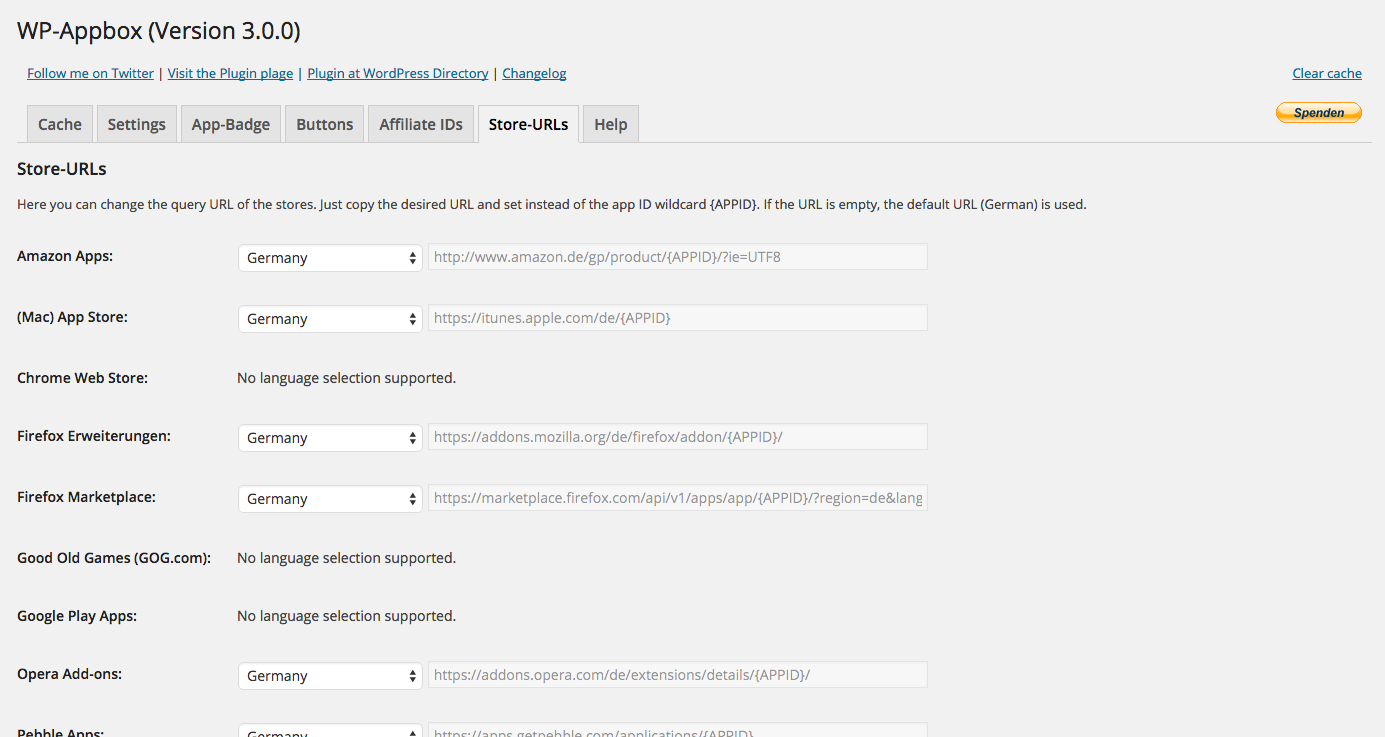 WP-Appbox (Version 3.0.0)
Follow me on Twitter | Visit the Plugin plage | Plugin at WordPress Directory | Changelog
Clear cache
Spenden
Cache
Settings
App-Badge
Buttons
Affiliate IDs
Store-URLs
Help
Store-URLs
Here you can change the query URL of the stores. Just copy the desired URL and set instead of the app ID wildcard {APPID}. If the URL is empty, the default URL (German) is used.
Amazon Apps: Germany http://www.amazon.de/gp/product/{APPID}/?ie=UTF8
(Mac) App Store: Germany https://itunes.apple.com/de/{APPID}
Chrome Web Store: No language selection supported.
Firefox Erweiterungen: Germany https://addons.mozilla.org/de/firefox/addon/{APPID}/
Firefox Marketplace: Germany https://marketplace.firefox.com/api/v1/apps/app/{APPID}/?region=de&lang
Good Old Games (GOG.com): No language selection supported.
Google Play Apps: No language selection supported.
Opera Add-ons: Germany https://addons.opera.com/de/extensions/details/{APPID}/
Pebble Apps: Germany https://apps.getpebble.com/applications/{APPID}